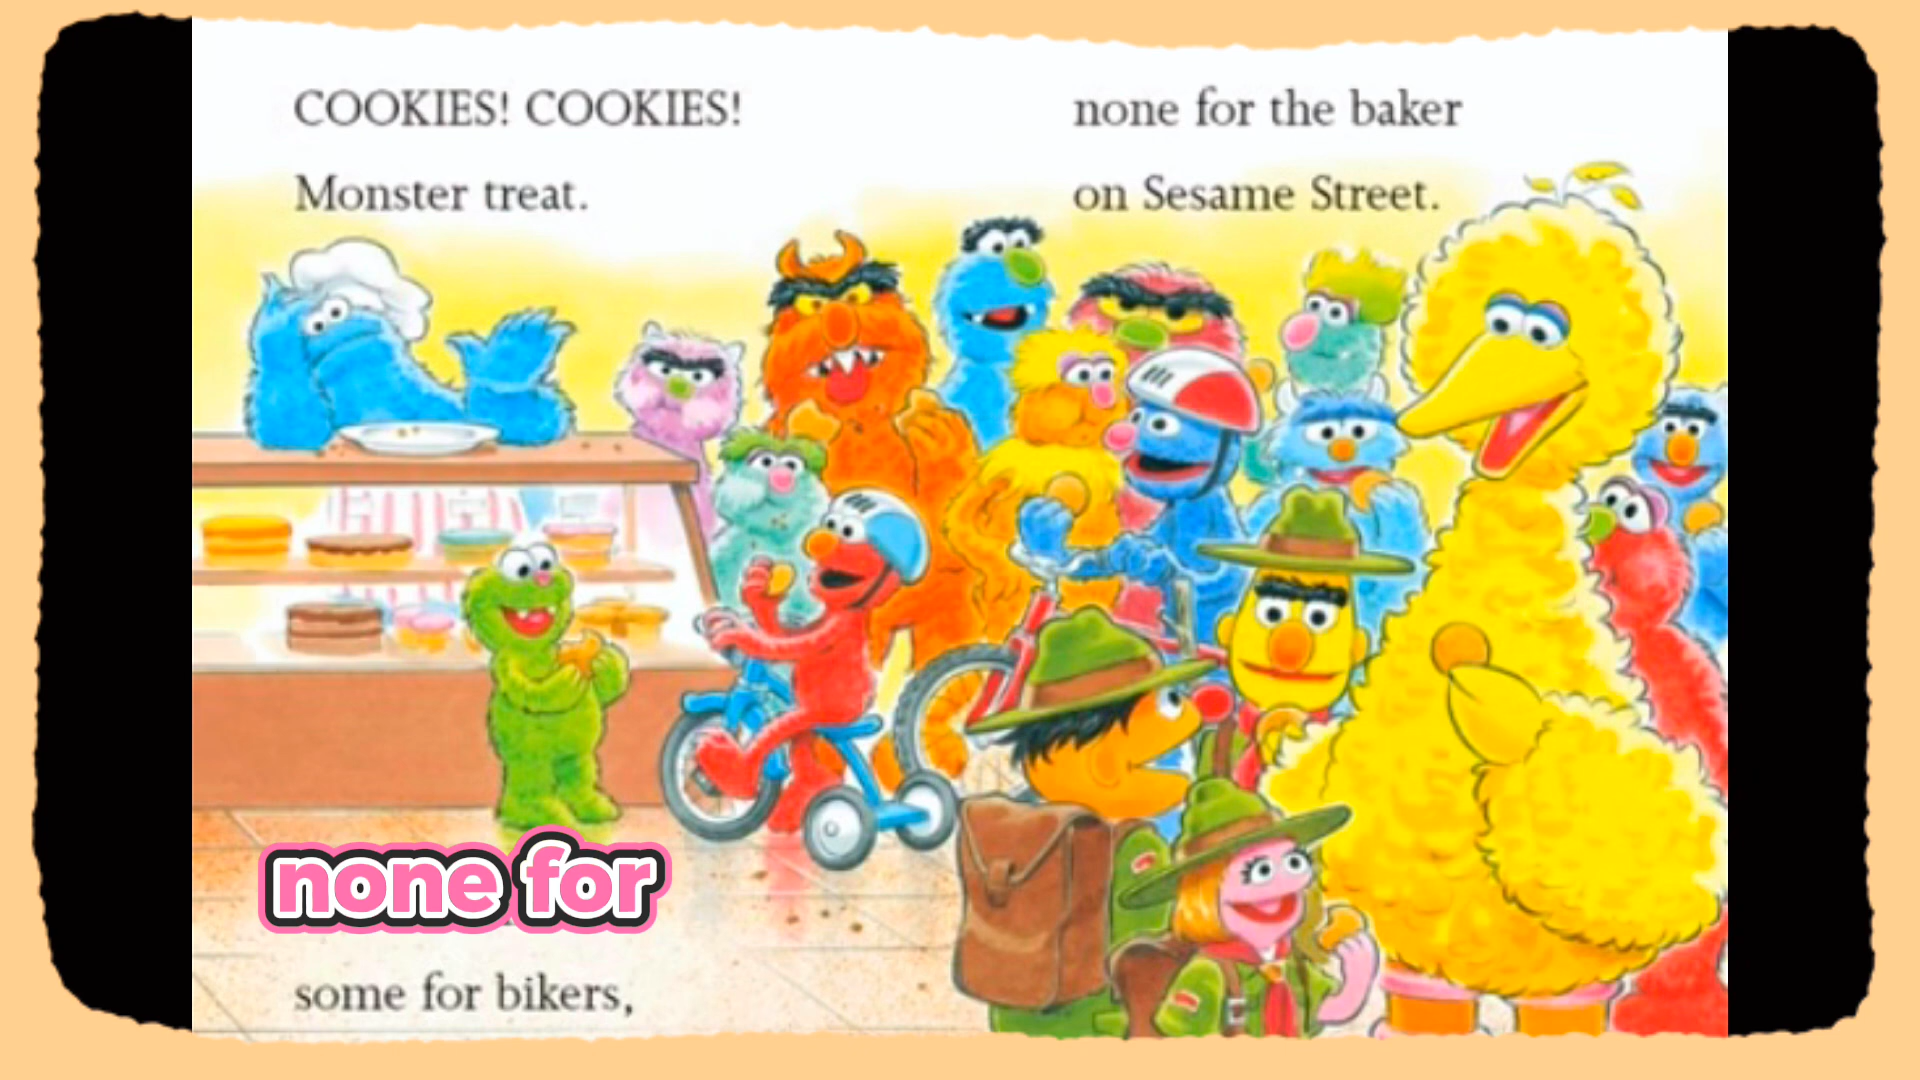 COOKIES! COOKIES!
Monster treat.
none for
some for bikers,
none for the baker
on Sesame Street.